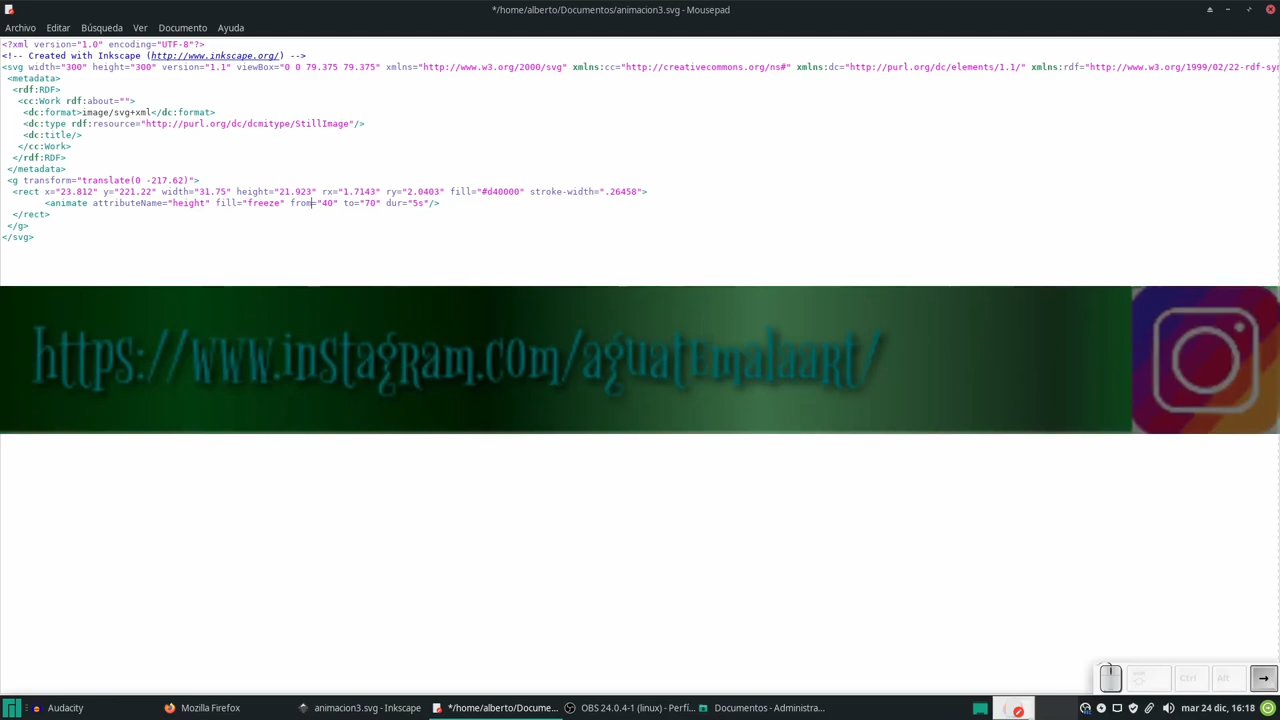 */home/alberto/Documentos/animacion3.svg - Mousepad
Archivo Editar Búsqueda Ver Documento Ayuda
<?xml version="1.0" encoding="UTF-8"?>
<!-- Created with Inkscape (http://www.inkscape.org/) -->
<svg width="300" height="300" version="1.1" viewBox="0 0 79.375 79.375" xmlns="http://www.w3.org/2000/svg" xmlns:cc="http://creativecommons.org/ns#" xmlns:dc="http://purl.org/dc/elements/1.1/" xmlns:rdf="http://www.w3.org/1999/02/22-rdf-syn
<metadata>
<rdf:RDF>
<cc:Work rdf:about="">
<dc:format>image/svg+xml</dc:format>
<dc:type rdf:resource="http://purl.org/dc/dcmitype/StillImage"/>
<dc:title/>
</cc:Work>
</rdf:RDF>
</metadata>
<g transform="translate(0 -217.62)">
<rect x="23.812" y="221.22" width="31.75" height="21.923" rx="1.7143" ry="2.0403" fill="#d40000" stroke-width=".26458">
<animate attributeName="height" fill="freeze" from="40" to="70" dur="5s"/>
</rect>
</g>
</svg>
https://www.instagram.com/aguatemalaart/
Ctrl Alt →
Audacity Mozilla Firefox animacion3.svg - Inkscape */home/alberto/Docume... OBS 24.0.4-1 (linux) - Perfi... Documentos - Administra... mar 24 dic, 16:18